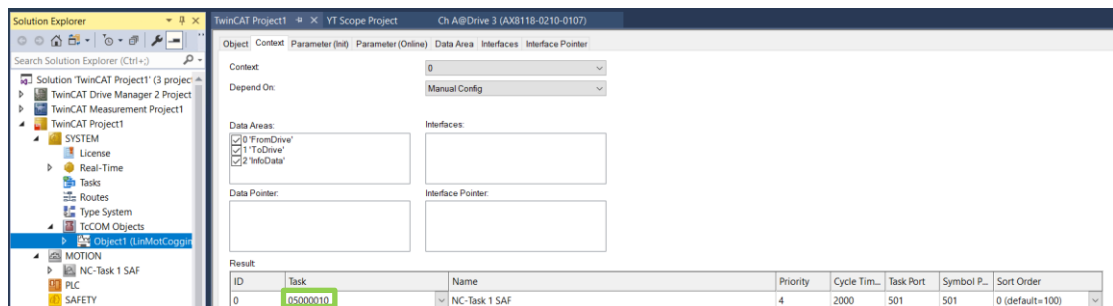 Solution Explorer
Search Solution Explorer (Ctrl+;)
Solution 'TwinCAT Project1' (3 project
TwinCAT Drive Manager 2 Project
TwinCAT Measurement Project1
TwinCAT Project1
SYSTEM
License
Real-Time
Tasks
Routes
Type System
TcCOM Objects
Object1 (LinMotCoggin
MOTION
NC-Task 1 SAF
PLC
SAFETY
TwinCAT Project1 YT Scope Project Ch A@Drive 3 (AX8118-0210-0107)
Object Context Parameter (Init) Parameter (Online) Data Area Interfaces Interface Pointer
Context: 0
Depend On: Manual Config
Data Areas: Interfaces:
0 'FromDrive'
1 'ToDrive'
2 'InfoData'
Data Pointer: Interface Pointer:
Result:
ID Task Name Priority Cycle Tim... Task Port Symbol P... Sort Order
0 05000010 NC-Task 1 SAF 4 2000 501 501 0 (default=100)